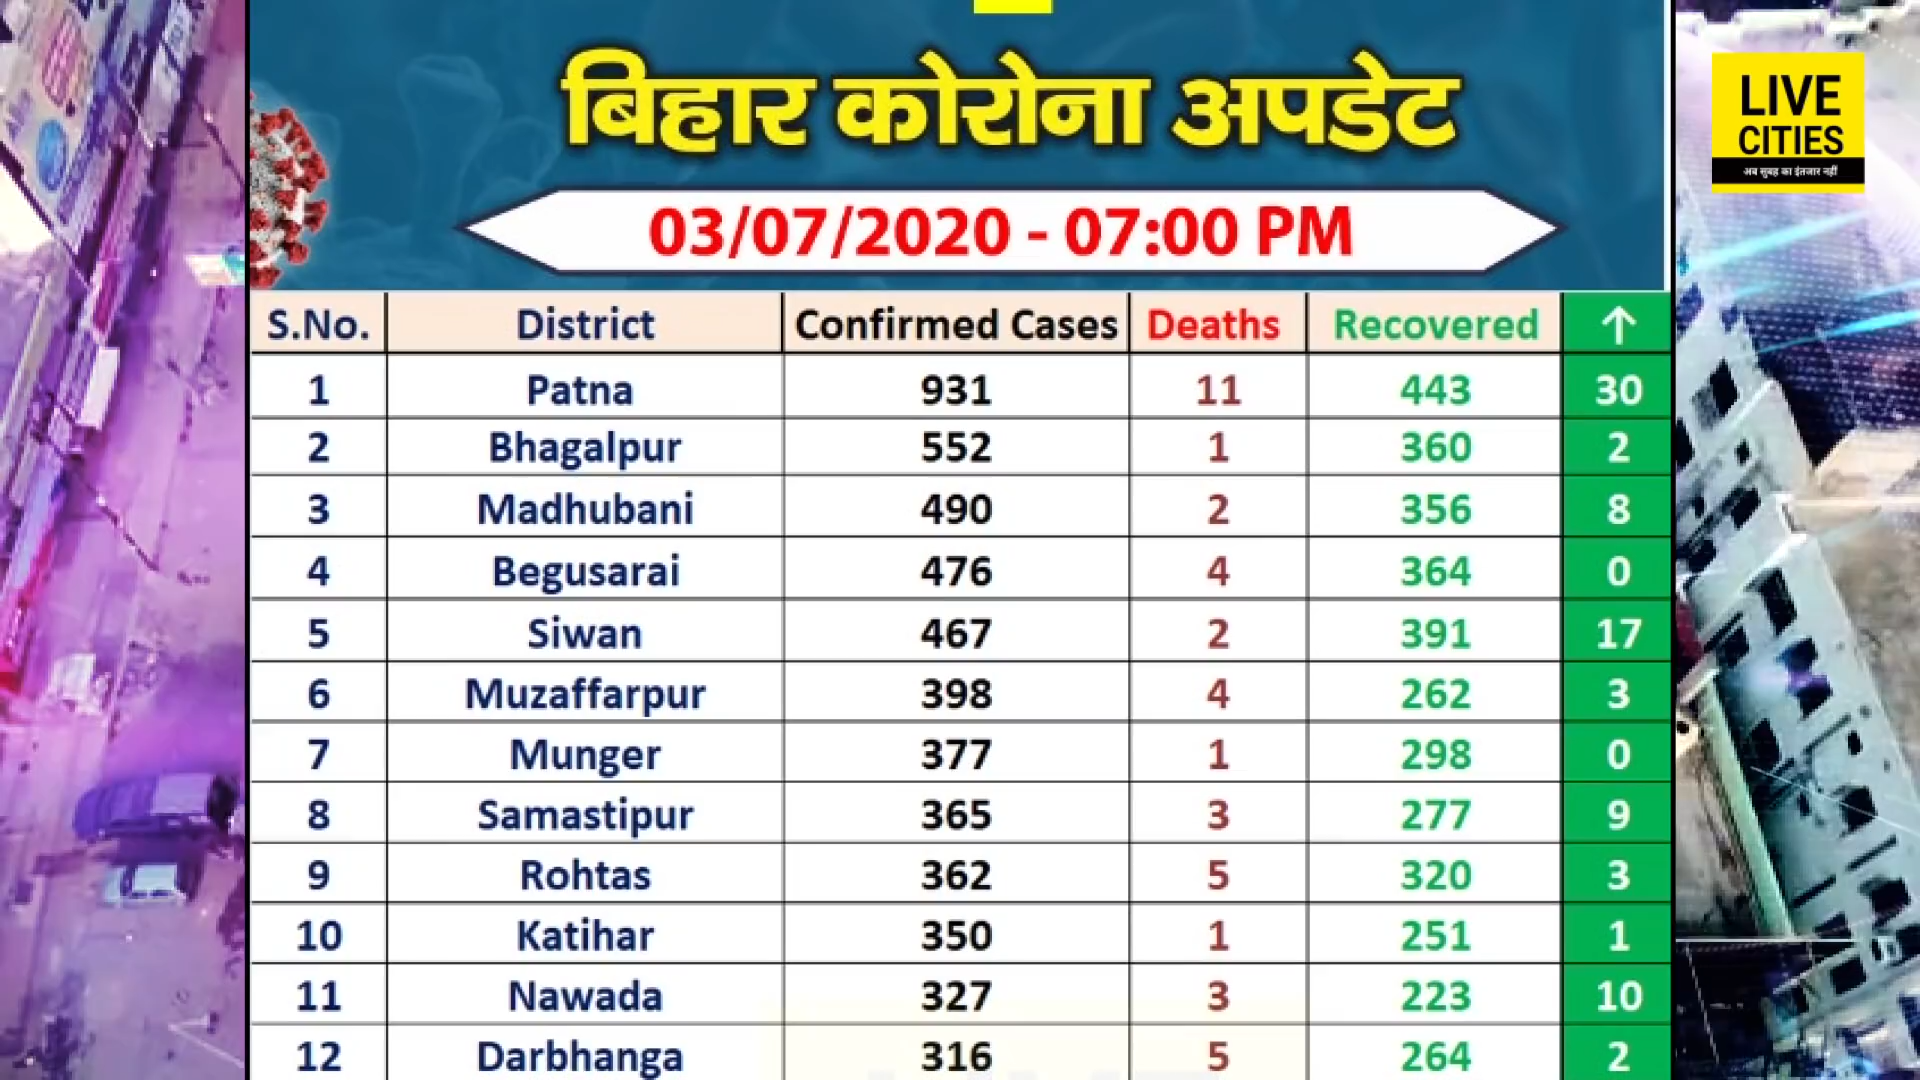 बिहार कोरोना अपडेट
LIVE
CITIES
अब सुबह का इंतजार नहीं
03/07/2020 - 07:00 PM
S.No. District Confirmed Cases Deaths Recovered ↑
1 Patna 931 11 443 30
2 Bhagalpur 552 1 360 2
3 Madhubani 490 2 356 8
4 Begusarai 476 4 364 0
5 Siwan 467 2 391 17
6 Muzaffarpur 398 4 262 3
7 Munger 377 1 298 0
8 Samastipur 365 3 277 9
9 Rohtas 362 5 320 3
10 Katihar 350 1 251 1
11 Nawada 327 3 223 10
12 Darbhanga 316 5 264 2